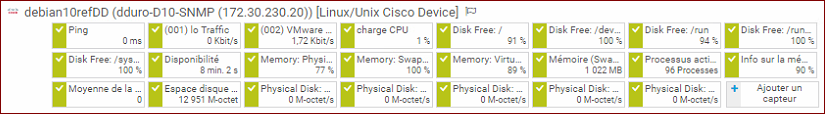 debian10refDD (dduro-D10-SNMP (172.30.230.20)) [Linux/Unix Cisco Device]
Ping
0 ms
(001) lo Traffic
0 Kbit/s
(002) VMware ...
1,72 Kbit/s
charge CPU
1 %
Disk Free: /
91 %
Disk Free: /dev...
100 %
Disk Free: /run
94 %
Disk Free: /run...
100 %
Disk Free: /sys...
100 %
Disponibilité
8 min. 2 s
Memory: Physi...
77 %
Memory: Swap...
100 %
Memory: Virtu...
89 %
Mémoire (Swa...
1 022 MB
Processus acti...
96 Processes
Info sur la mé...
90 %
Moyenne de la ...
0
Espace disque ...
12 951 M-octet
Physical Disk: ...
0 M-octet/s
Physical Disk: ...
0 M-octet/s
Physical Disk: ...
0 M-octet/s
Physical Disk: ...
0 M-octet/s
Physical Disk: ...
0 M-octet/s
Ajouter un
capteur